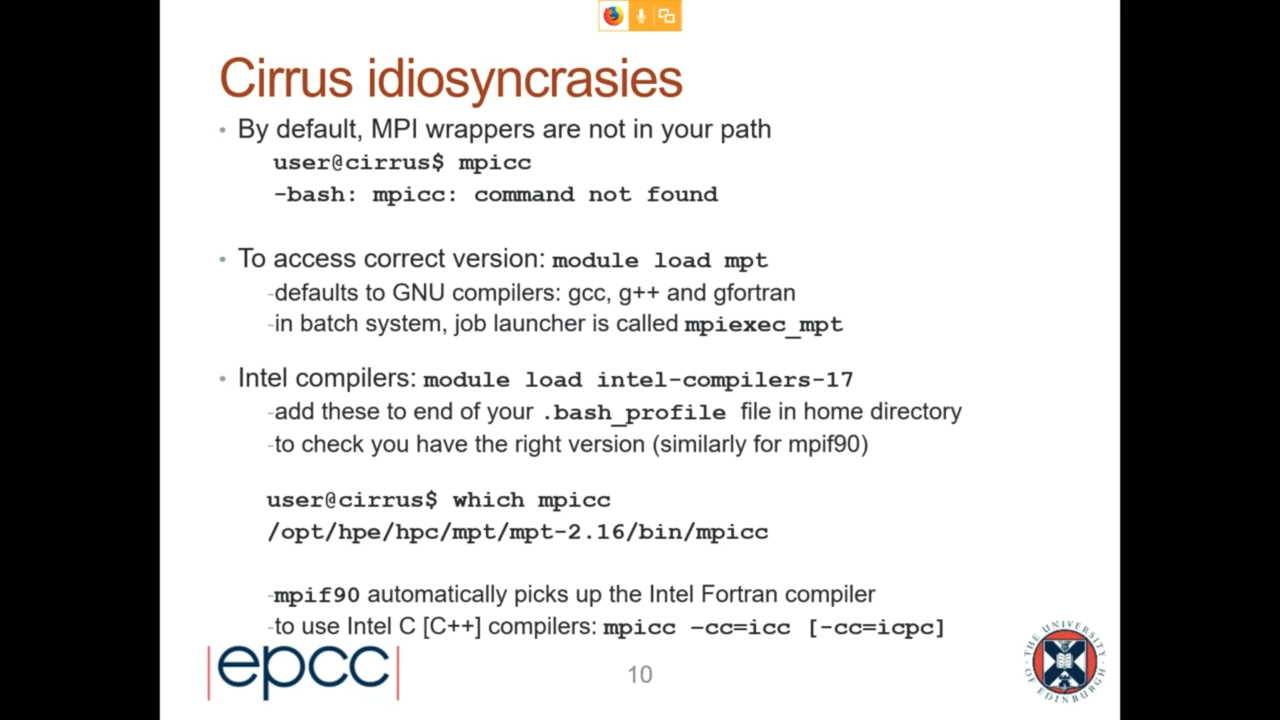 Cirrus idiosyncrasies
• By default, MPI wrappers are not in your path
user@cirrus$ mpicc
-bash: mpicc: command not found
• To access correct version: module load mpt
-defaults to GNU compilers: gcc, g++ and gfortran
-in batch system, job launcher is called mpiexec_mpt
• Intel compilers: module load intel-compilers-17
-add these to end of your .bash_profile file in home directory
-to check you have the right version (similarly for mpif90)
user@cirrus$ which mpicc
/opt/hpe/hpc/mpt/mpt-2.16/bin/mpicc
-mpif90 automatically picks up the Intel Fortran compiler
-to use Intel C [C++] compilers: mpicc –cc=icc [-cc=icpc]
epcc
10
THE UNIVERSITY OF EDINBURGH